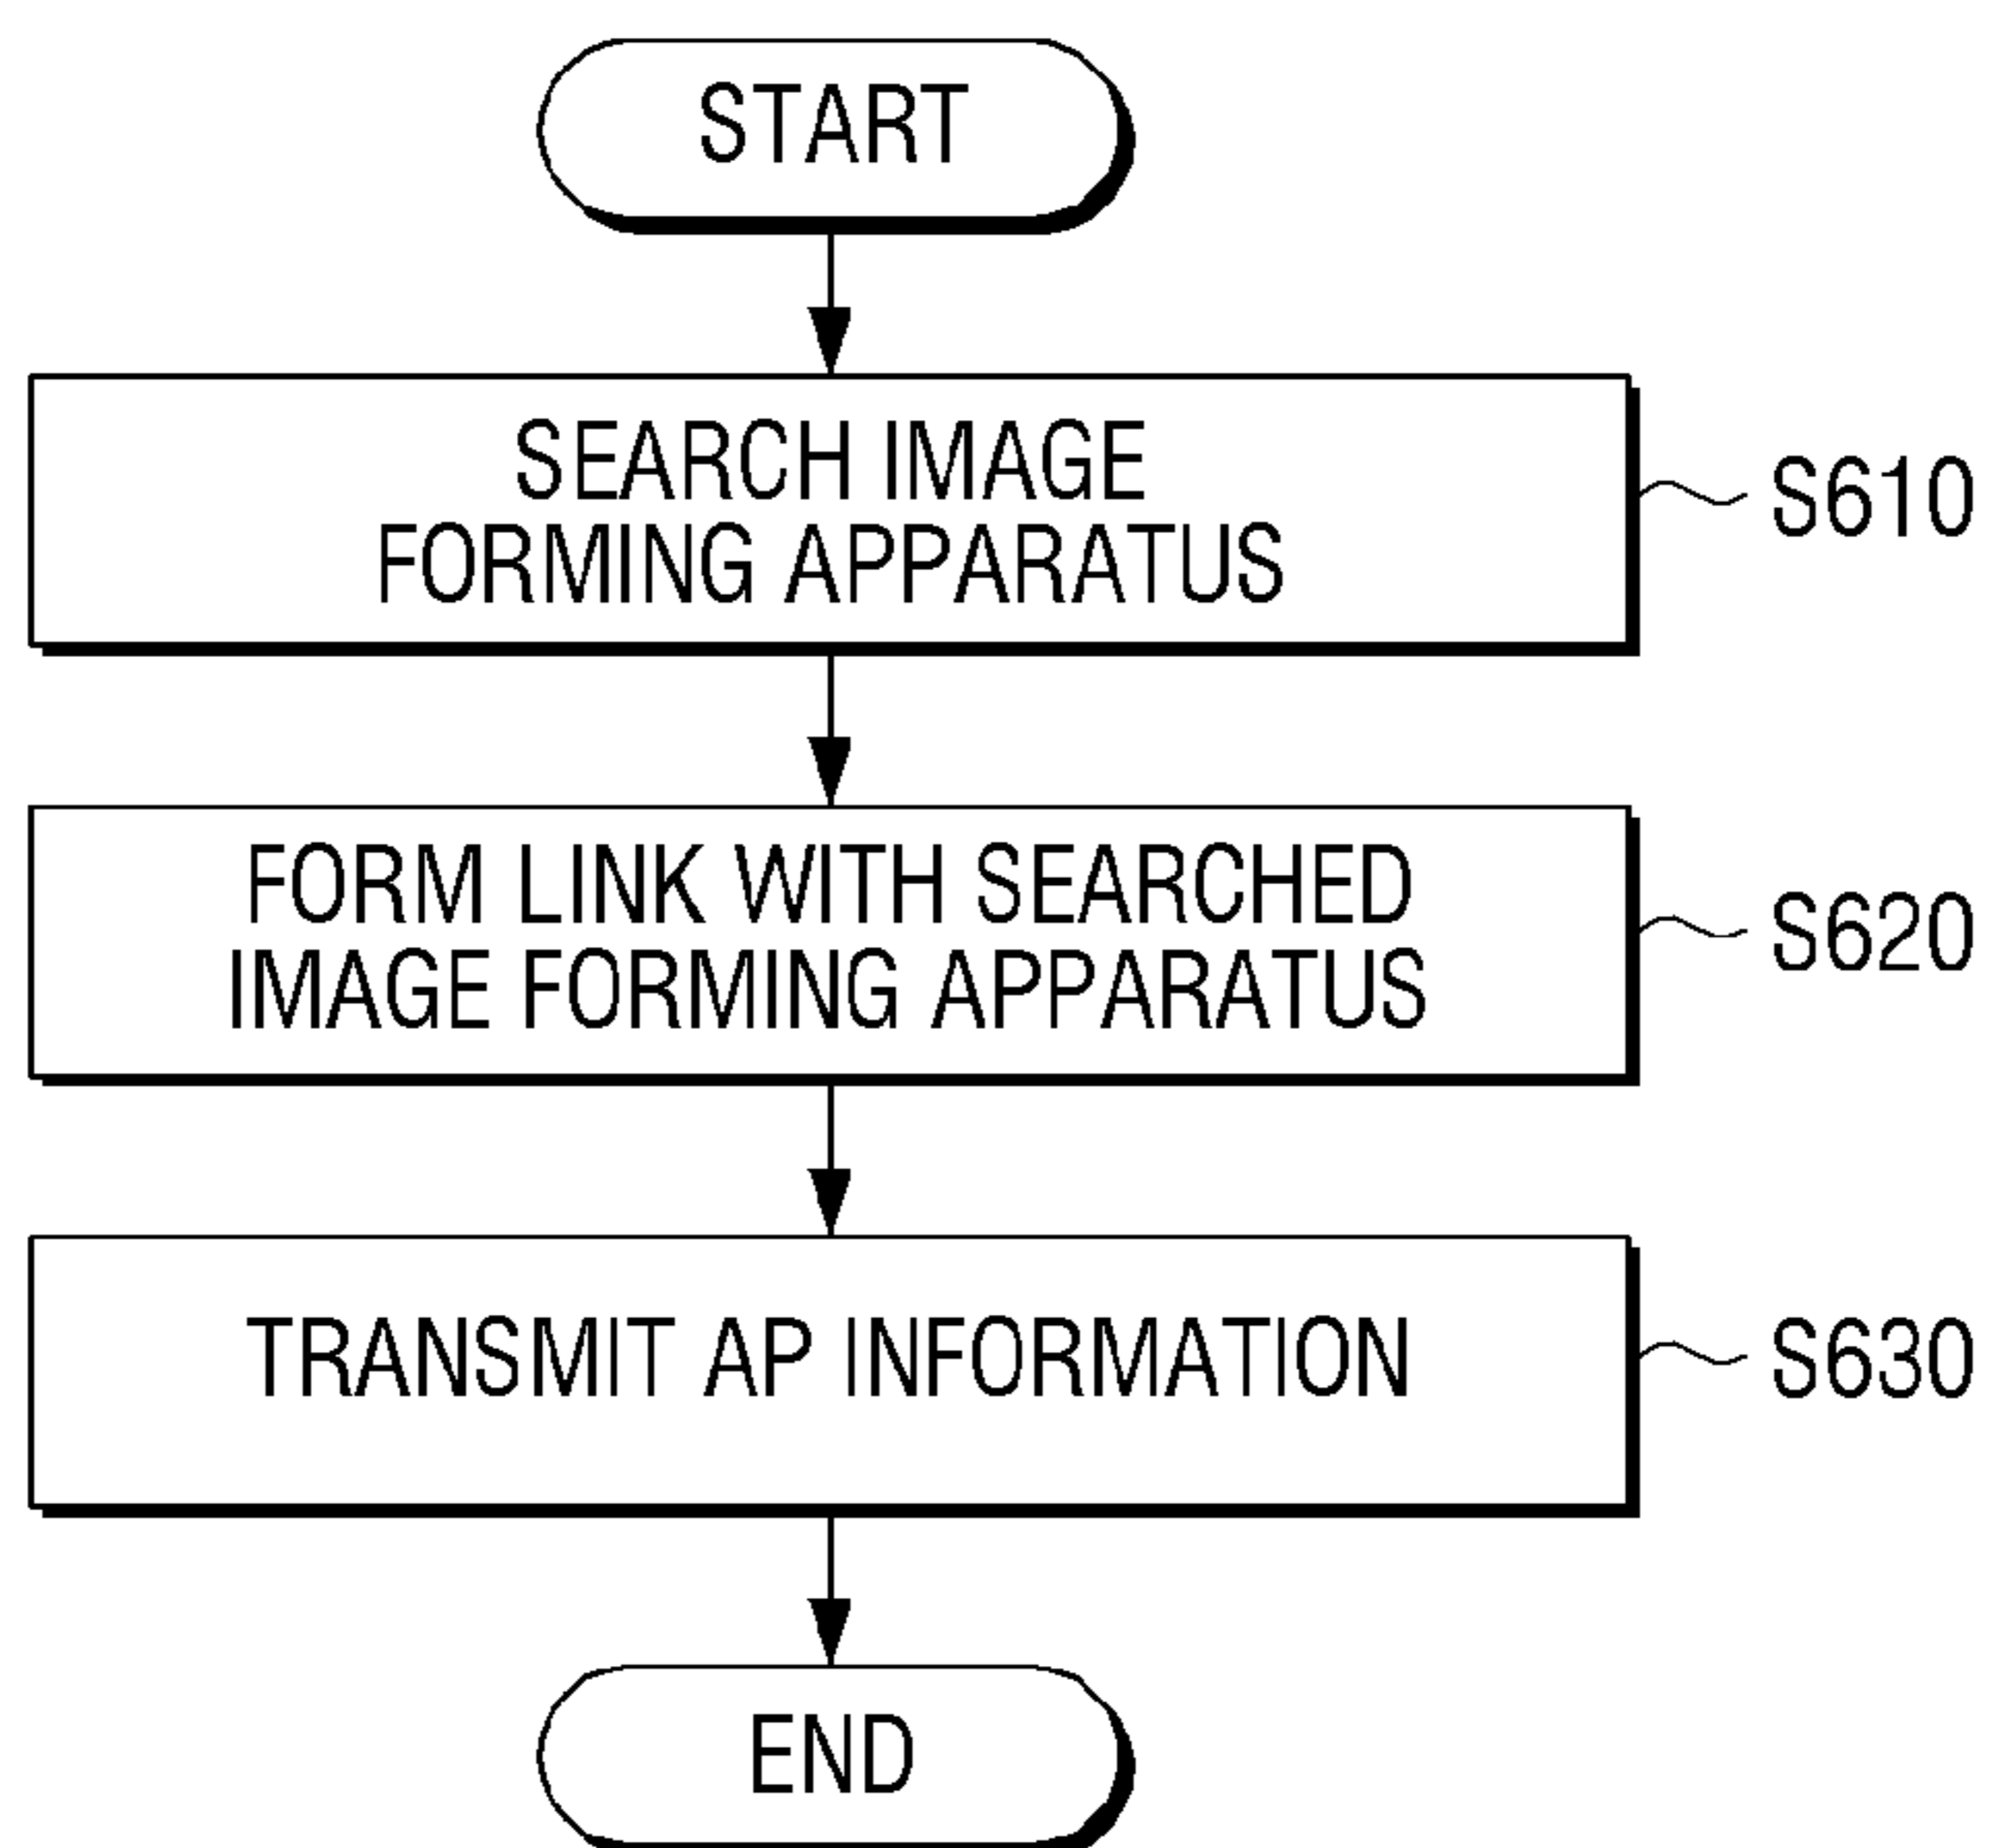 START
SEARCH IMAGE
FORMING APPARATUS
S610
FORM LINK WITH SEARCHED
IMAGE FORMING APPARATUS
S620
TRANSMIT AP INFORMATION
S630
END